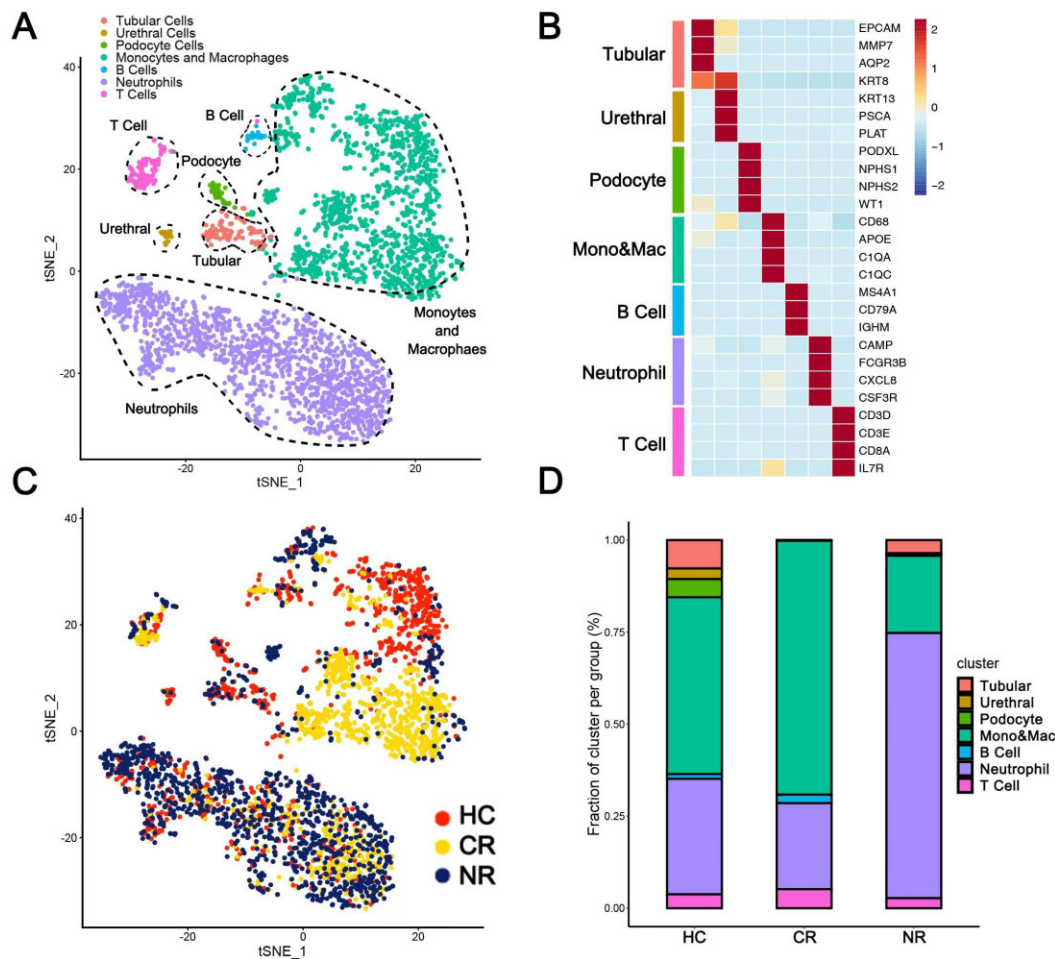 A
Tubular Cells
Urethral Cells
Podocyte Cells
Monocytes and Macrophages
B Cells
Neutrophils
T Cells
40
20
0
-20
tSNE_2
T Cell
B Cell
Podocyte
Urethral
Tubular
Monoytes
and
Macrophaes
Neutrophils
-20
0
20
tSNE_1
B
Tubular
Urethral
Podocyte
Mono&Mac
B Cell
Neutrophil
T Cell
EPCAM
MMP7
AQP2
KRT8
KRT13
PSCA
PLAT
PODXL
NPHS1
NPHS2
WT1
CD68
APOE
C1QA
C1QC
MS4A1
CD79A
IGHM
CAMP
FCGR3B
CXCL8
CSF3R
CD3D
CD3E
CD8A
IL7R
2
1
0
-1
-2
C
40
20
0
-20
tSNE_2
HC
CR
NR
-20
0
20
tSNE_1
D
1.00
0.75
0.50
0.25
0.00
Fraction of cluster per group (%)
HC
CR
NR
cluster
Tubular
Urethral
Podocyte
Mono&Mac
B Cell
Neutrophil
T Cell